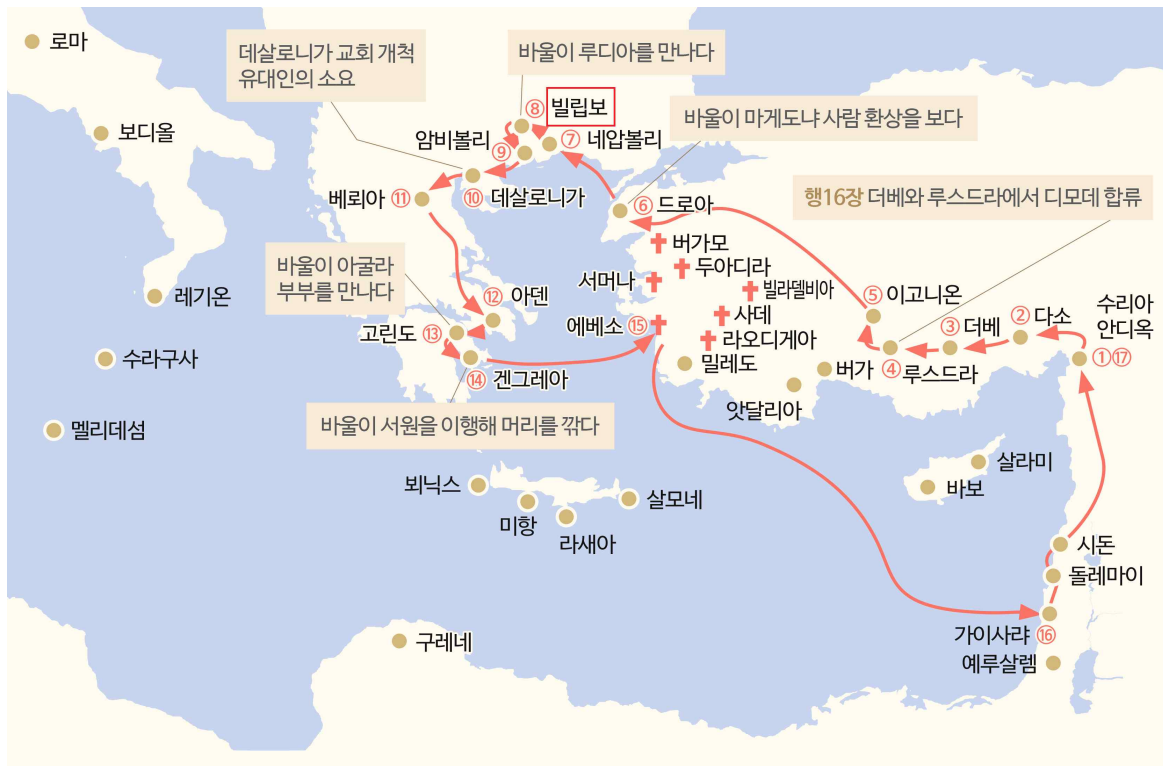 로마
데살로니가 교회 개척
유대인의 소요
바울이 루디아를 만나다
보디올
⑧ 빌립보
암비볼리
⑨
⑦ 네압볼리
바울이 마게도냐 사람 환상을 보다
베뢰아 ⑪
⑩ 데살로니가
⑥ 드로아
행16장 더베와 루스드라에서 디모데 합류
버가모
두아디라
서머나
빌라델비아
바울이 아굴라
부부를 만나다
레기온
⑫ 아덴
⑤ 이고니온
수리아
안디옥
①⑰
② 다소
③ 더베
④ 루스드라
고린도 ⑬
에베소 ⑮
사데
라오디게아
밀레도
버가
앗달리아
수라구사
⑭ 겐그레아
바울이 서원을 이행해 머리를 깎다
멜리데섬
뵈닉스
미항
라새아
살모네
살라미
바보
시돈
돌레마이
가이사랴 ⑯
예루살렘
구레네